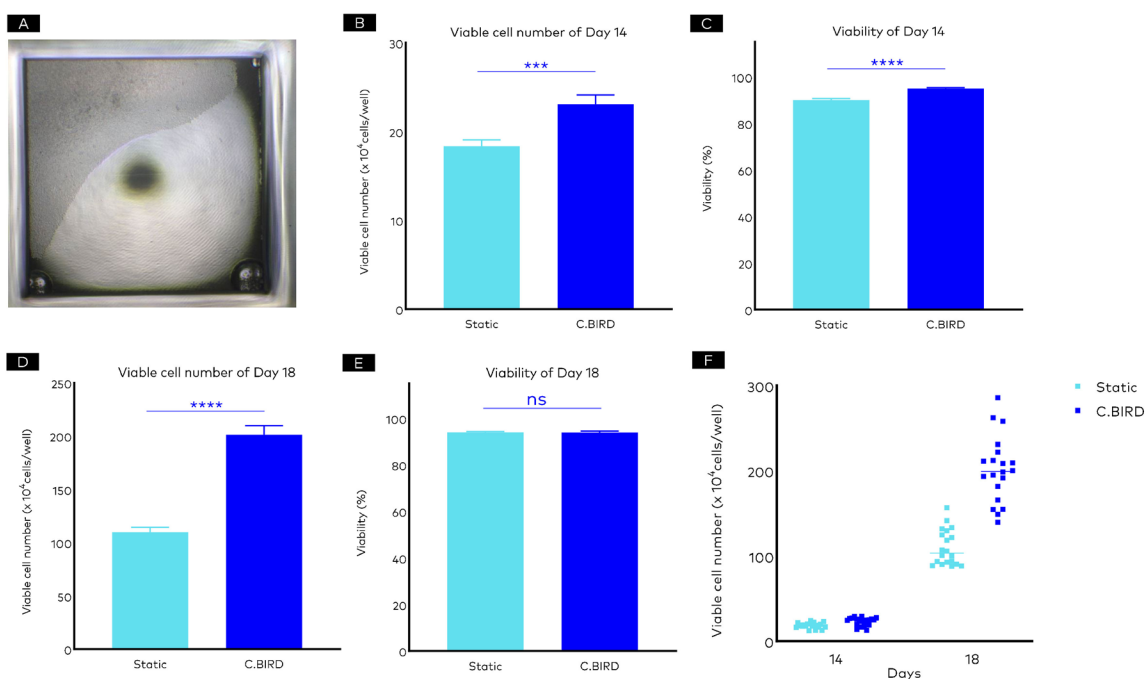 A
B
Viable cell number of Day 14
Viable cell number (x 10⁴cells/well)
30
20
10
0
***
Static
C.BIRD
C
Viability of Day 14
Viability (%)
100
80
60
40
20
0
****
Static
C.BIRD
D
Viable cell number of Day 18
Viable cell number (x 10⁴cells/well)
250
200
150
100
50
0
****
Static
C.BIRD
E
Viability of Day 18
Viability (%)
100
80
60
40
20
0
ns
Static
C.BIRD
F
Viable cell number (x 10⁴cells/well)
300
200
100
0
14
18
Days
Static
C.BIRD